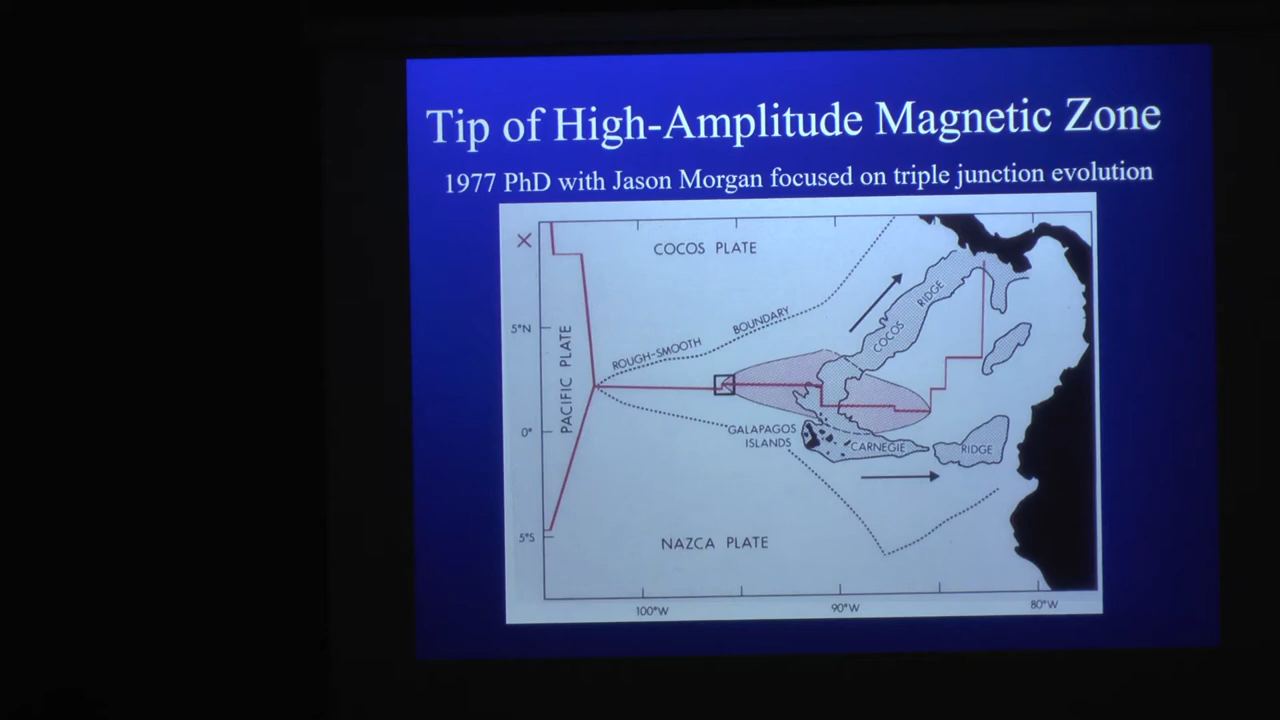 Tip of High-Amplitude Magnetic Zone
1977 PhD with Jason Morgan focused on triple junction evolution
COCOS PLATE
COCOS RIDGE
5°N
PACIFIC PLATE
ROUGH-SMOOTH BOUNDARY
0°
GALAPAGOS
ISLANDS
CARNEGIE RIDGE
5°S
NAZCA PLATE
100°W
90°W
80°W